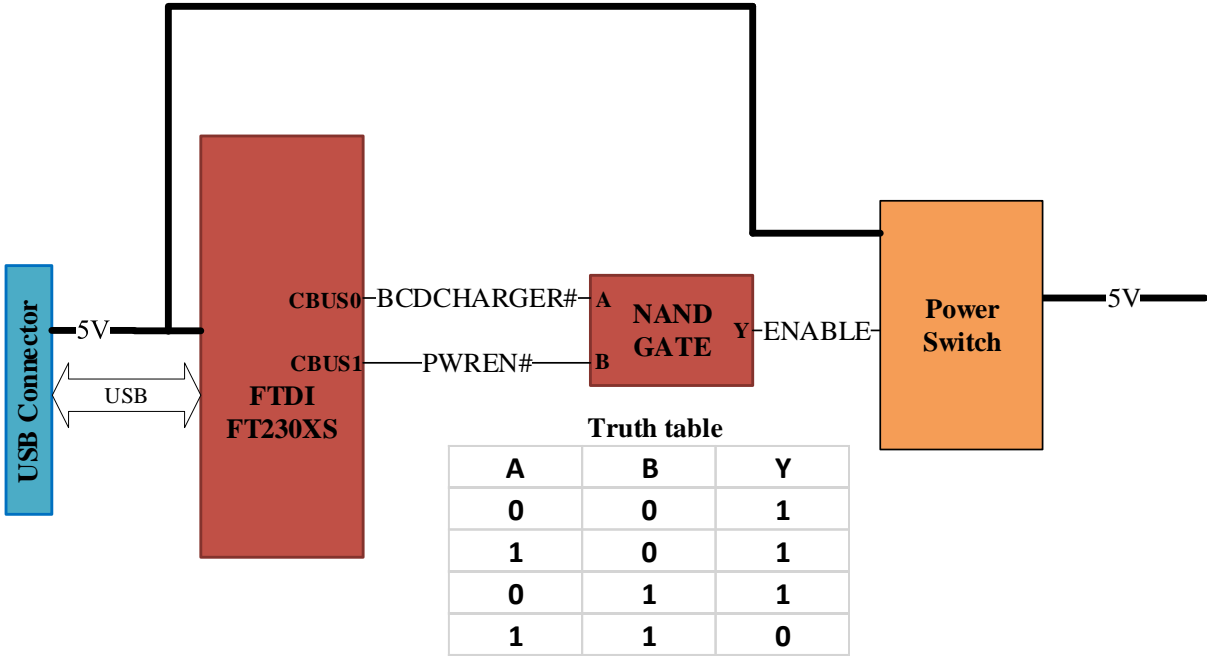 USB Connector
5V
USB
CBUS0
CBUS1
FTDI
FT230XS
BCDCHARGER#
PWREN#
A
B
NAND
GATE
Y
ENABLE
Power
Switch
5V
Truth table
A B Y
0 0 1
1 0 1
0 1 1
1 1 0